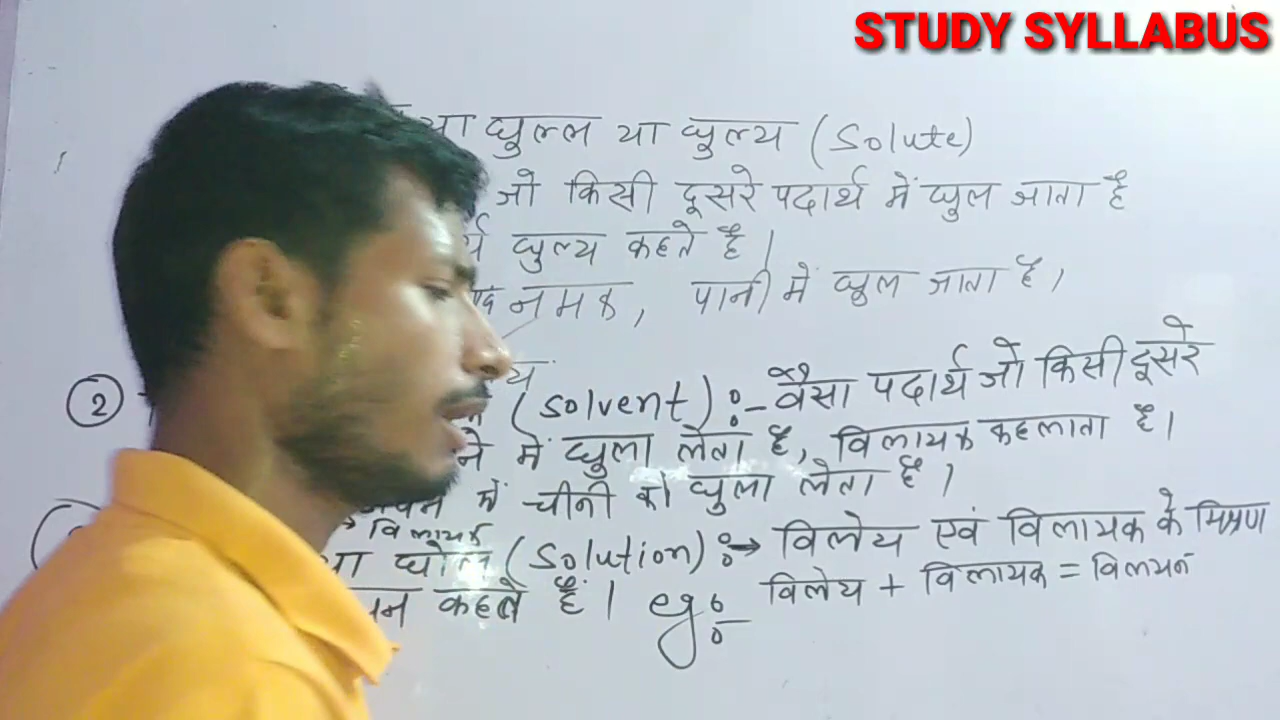 STUDY SYLLABUS
या घुलल या घुल्य (Solute)
जो किसी दूसरे पदार्थ में घुल जाता है
घुल्य कहते है।
नमक, पानी में घुल जाता है।
② (Solvent) :- वैसा पदार्थ जो किसी दूसरे
में घुला लेता है, विलायक कहलाता है।
में चीनी को घुला लेता है।
→ विलायक
या घोल (Solution) :→ विलेय एवं विलायक के मिश्रण
कहते हैं। eg :- विलेय + विलायक = विलयन